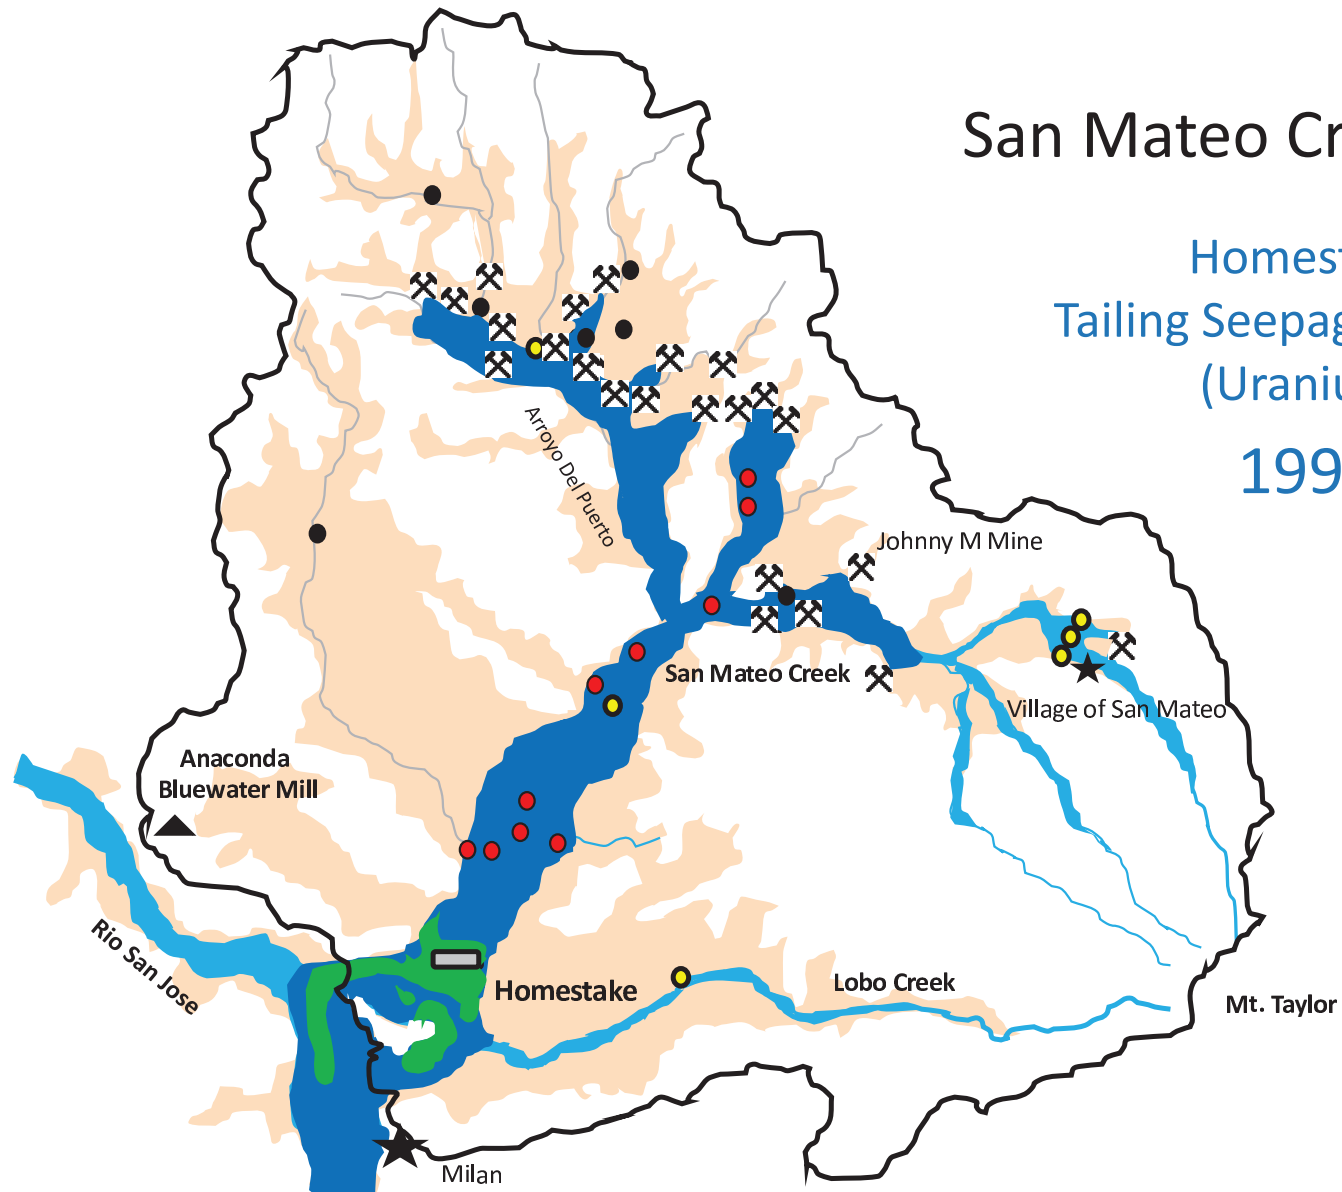 San Mateo Cr
Homest
Tailing Seepag
(Uraniu
199
Arroyo Del Puerto
Johnny M Mine
San Mateo Creek
Village of San Mateo
Anaconda
Bluewater Mill
Rio San Jose
Homestake
Lobo Creek
Mt. Taylor
Milan